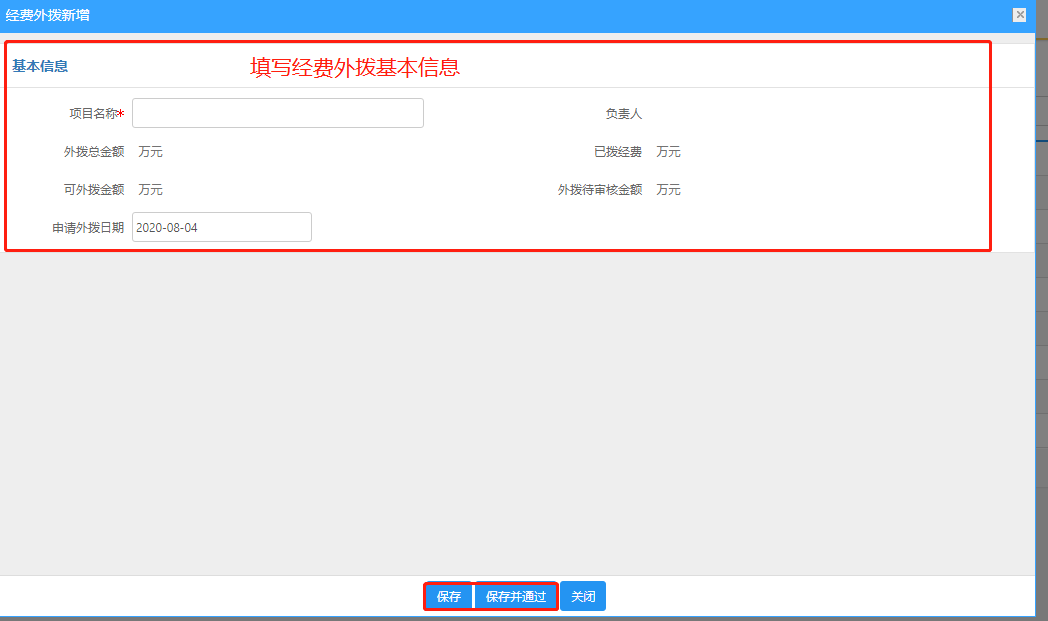 经费外拨新增
基本信息
填写经费外拨基本信息
项目名称*
负责人
外拨总金额 万元
已拨经费 万元
可外拨金额 万元
外拨待审核金额 万元
申请外拨日期 2020-08-04
保存 保存并通过 关闭